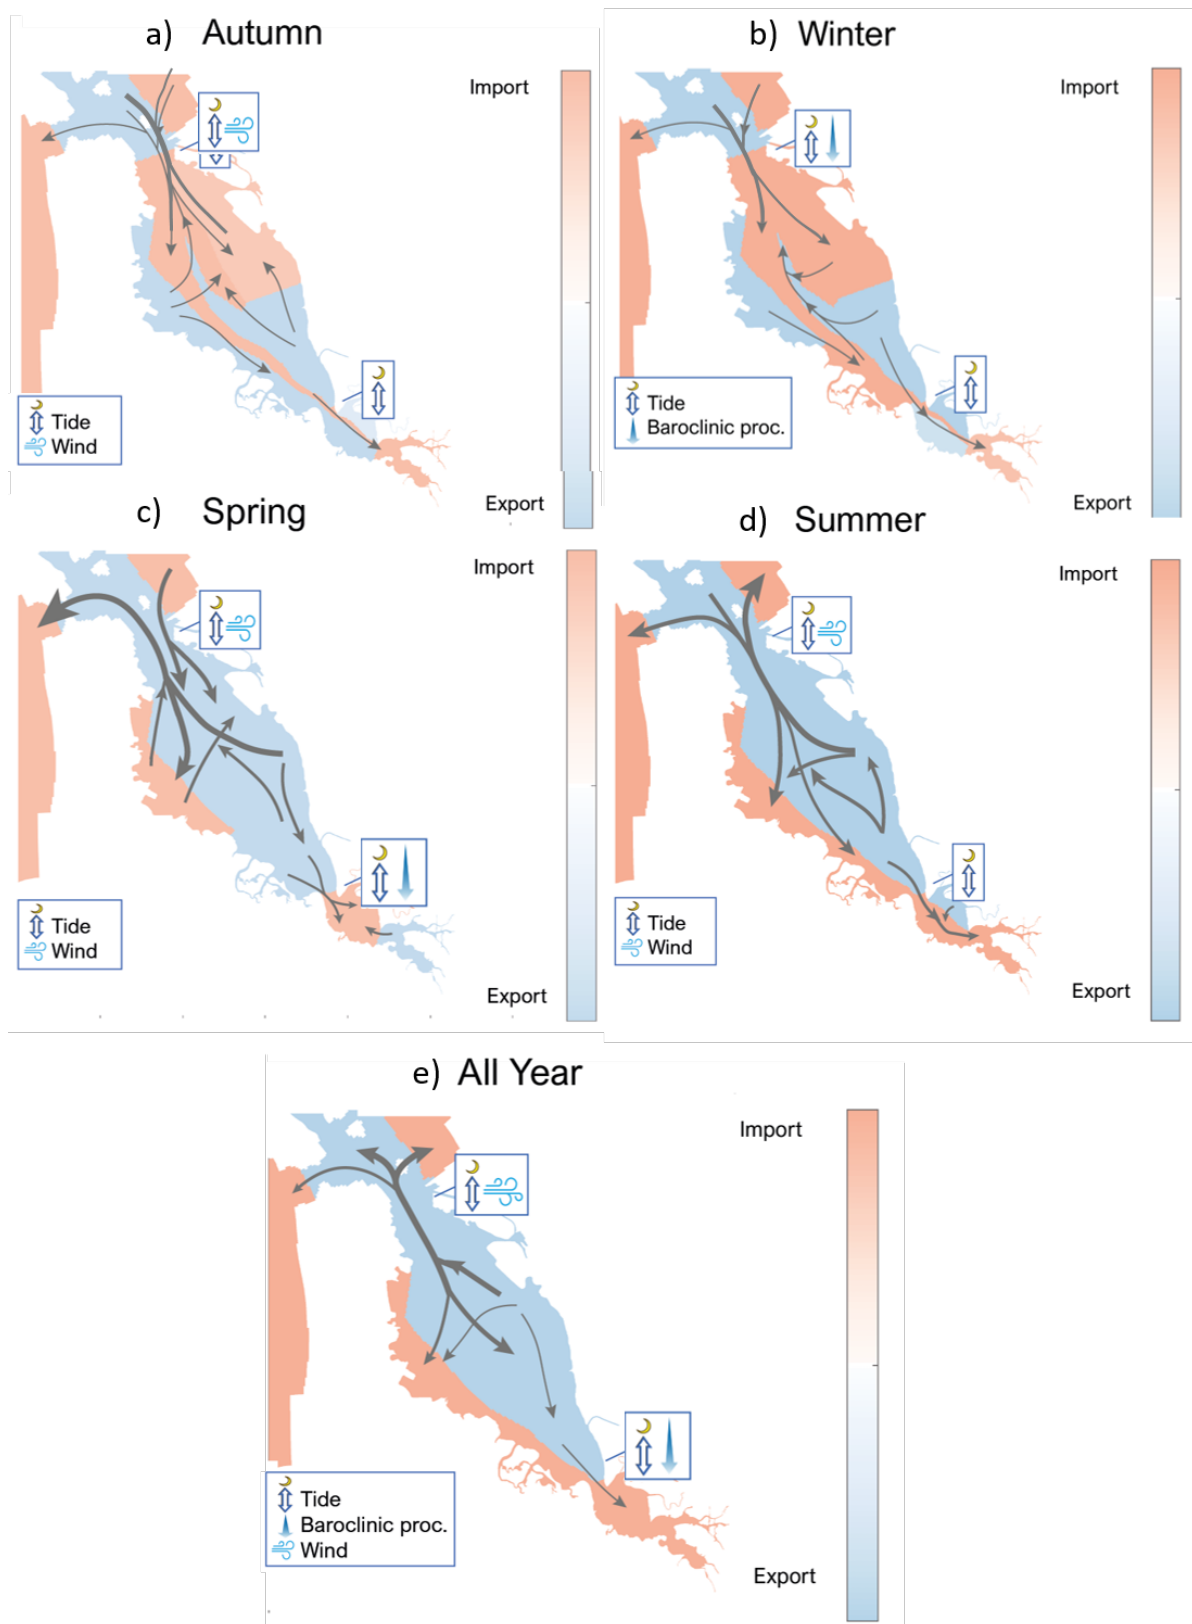 a) Autumn
Import
Tide
Wind
Export
b) Winter
Import
Tide
Baroclinic proc.
Export
c) Spring
Import
Tide
Wind
Export
d) Summer
Import
Tide
Wind
Export
e) All Year
Import
Tide
Baroclinic proc.
Wind
Export